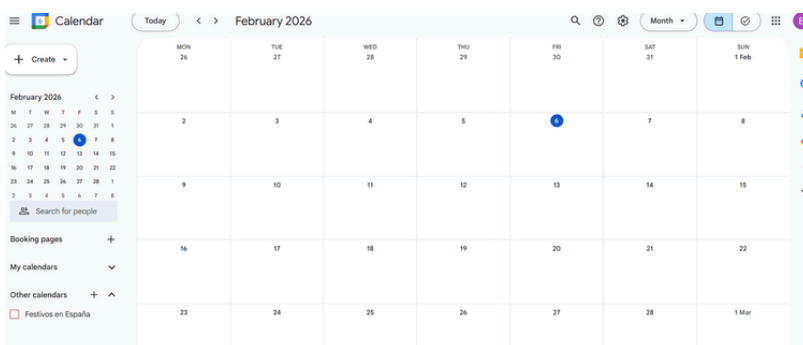 Calendar Today February 2026 Month
Create
February 2026
M T W T F S S
26 27 28 29 30 31 1
2 3 4 5 6 7 8
9 10 11 12 13 14 15
16 17 18 19 20 21 22
23 24 25 26 27 28 1
2 3 4 5 6 7 8
Search for people
Booking pages
My calendars
Other calendars
Festivos en España
MON TUE WED THU FRI SAT SUN
26 27 28 29 30 31 1 Feb
2 3 4 5 6 7 8
9 10 11 12 13 14 15
16 17 18 19 20 21 22
23 24 25 26 27 28 1 Mar